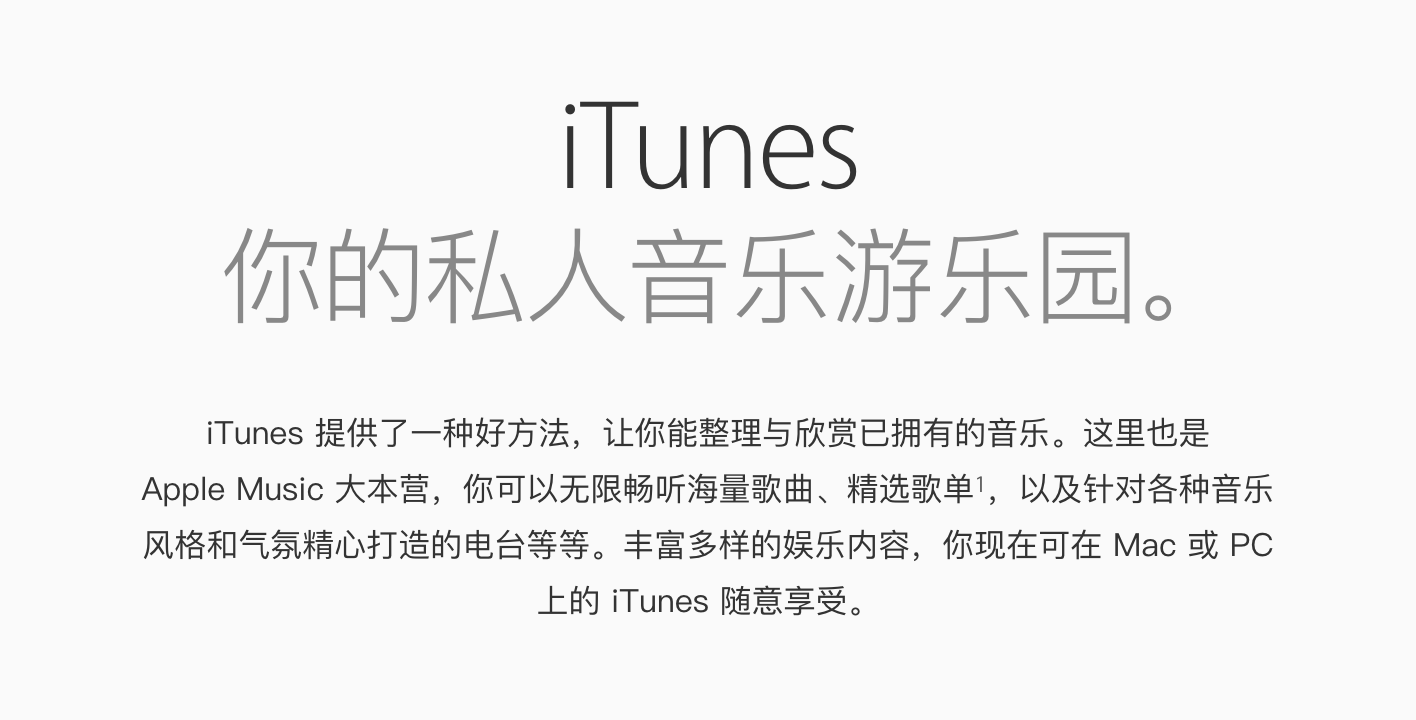 iTunes
你的私人音乐游乐园。
iTunes 提供了一种好方法，让你能整理与欣赏已拥有的音乐。这里也是
Apple Music 大本营，你可以无限畅听海量歌曲、精选歌单¹，以及针对各种音乐
风格和气氛精心打造的电台等等。丰富多样的娱乐内容，你现在可在 Mac 或 PC
上的 iTunes 随意享受。